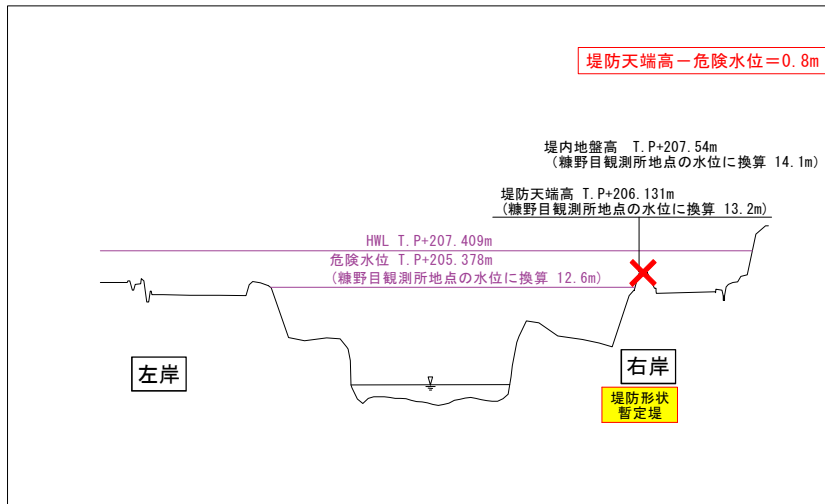 堤防天端高－危険水位＝0.8m
堤内地盤高 T.P+207.54m
（糠野目観測所地点の水位に換算 14.1m）
堤防天端高 T.P+206.131m
（糠野目観測所地点の水位に換算 13.2m）
HWL T.P+207.409m
危険水位 T.P+205.378m
（糠野目観測所地点の水位に換算 12.6m）
左岸
右岸
堤防形状
暫定堤